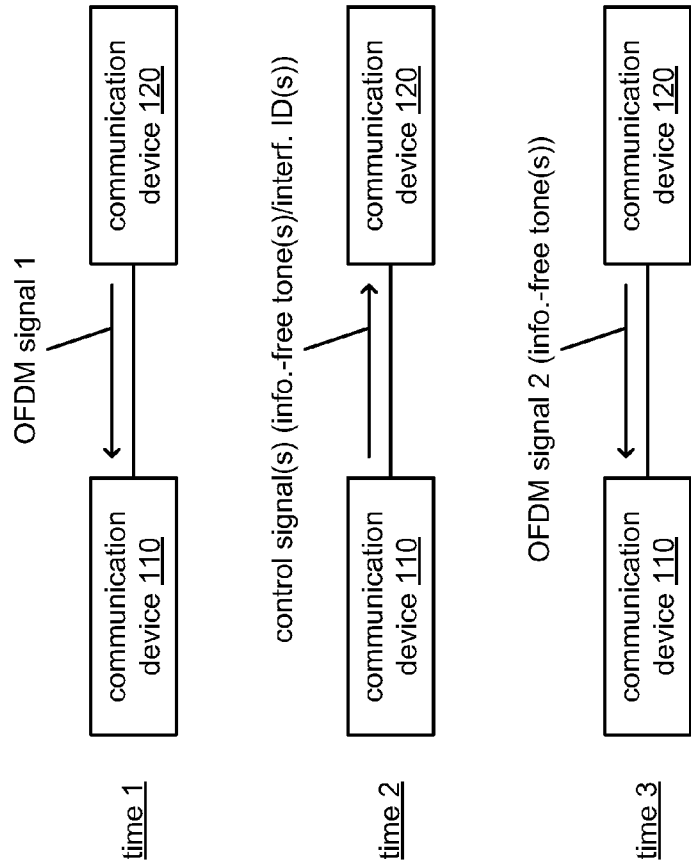 OFDM signal 1
time 1
communication
device 110
communication
device 120
control signal(s) (info.-free tone(s)/interf. ID(s))
time 2
communication
device 110
communication
device 120
OFDM signal 2 (info.-free tone(s))
time 3
communication
device 110
communication
device 120